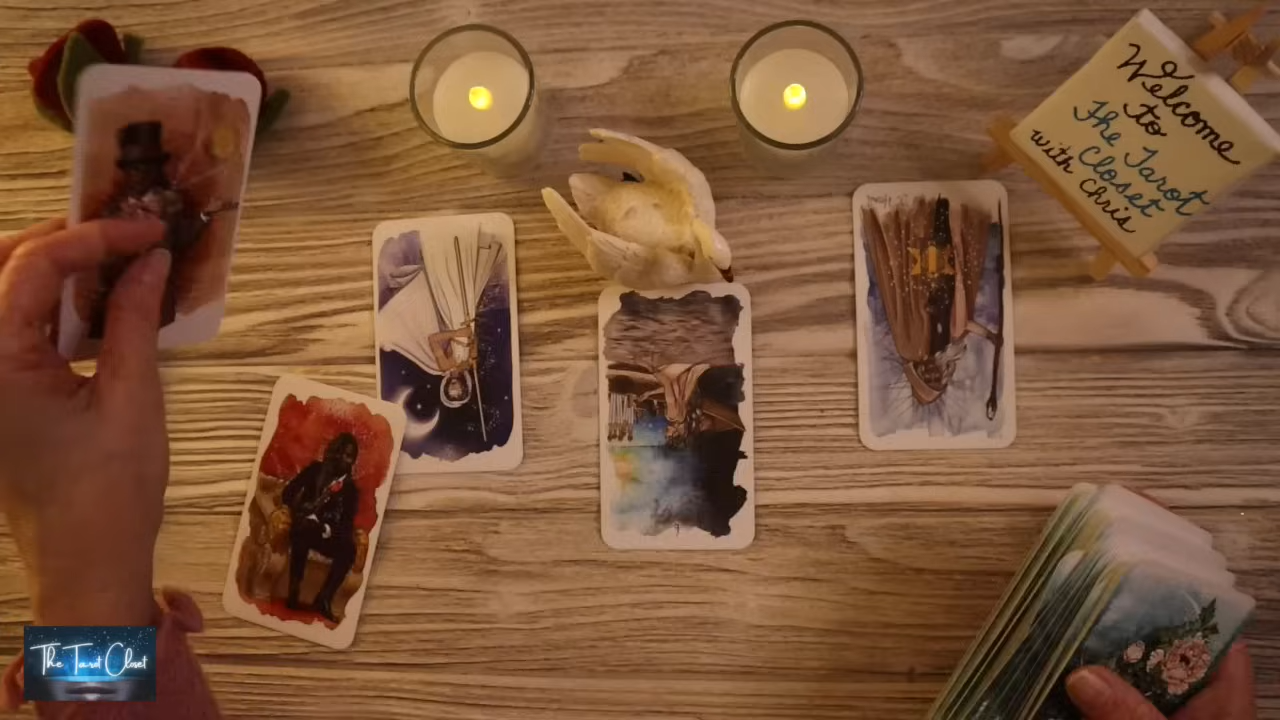 Welcome
to
The Tarot
Closet
with Chris
The Tarot Closet